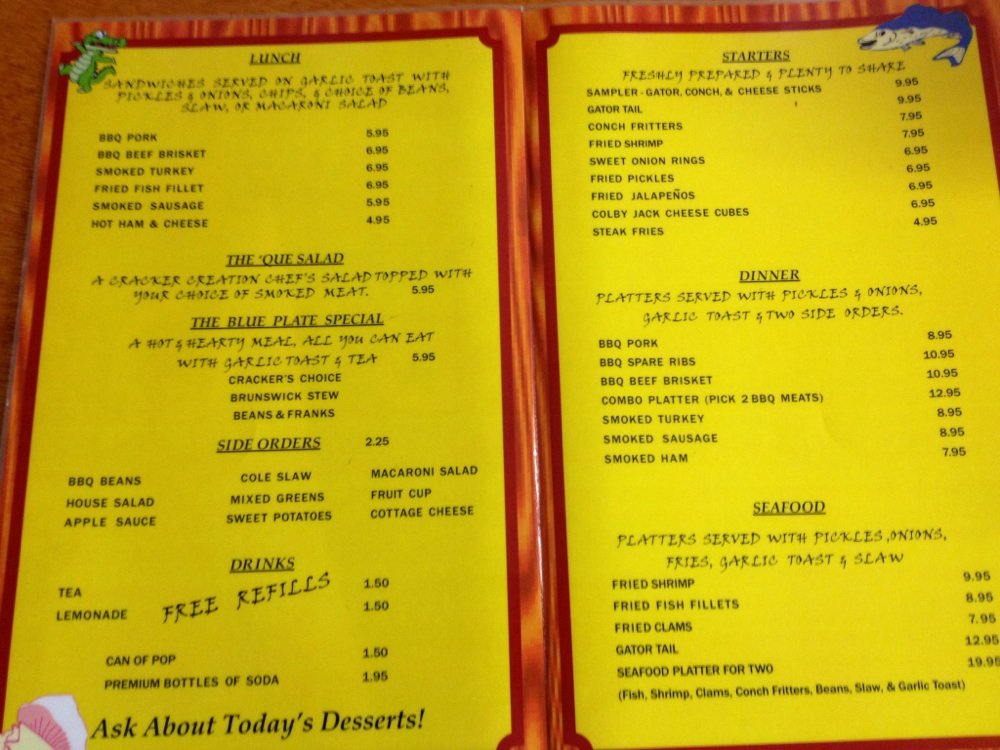 LUNCH
SANDWICHES SERVED ON GARLIC TOAST WITH
PICKLES & ONIONS, CHIPS, & CHOICE OF BEANS,
SLAW, OR MACARONI SALAD
BBQ PORK 5.95
BBQ BEEF BRISKET 6.95
SMOKED TURKEY 6.95
FRIED FISH FILLET 6.95
SMOKED SAUSAGE 5.95
HOT HAM & CHEESE 4.95
THE 'QUE SALAD
A CRACKER CREATION CHEF'S SALAD TOPPED WITH
YOUR CHOICE OF SMOKED MEAT. 5.95
THE BLUE PLATE SPECIAL
A HOT & HEARTY MEAL, ALL YOU CAN EAT
WITH GARLIC TOAST & TEA 5.95
CRACKER'S CHOICE
BRUNSWICK STEW
BEANS & FRANKS
SIDE ORDERS 2.25
BBQ BEANS COLE SLAW MACARONI SALAD
HOUSE SALAD MIXED GREENS FRUIT CUP
APPLE SAUCE SWEET POTATOES COTTAGE CHEESE
DRINKS
TEA 1.50
LEMONADE FREE REFILLS 1.50
CAN OF POP 1.50
PREMIUM BOTTLES OF SODA 1.95
Ask About Today's Desserts!
STARTERS
FRESHLY PREPARED & PLENTY TO SHARE
SAMPLER - GATOR, CONCH, & CHEESE STICKS 9.95
GATOR TAIL 9.95
CONCH FRITTERS 7.95
FRIED SHRIMP 7.95
SWEET ONION RINGS 6.95
FRIED PICKLES 6.95
FRIED JALAPEÑOS 6.95
COLBY JACK CHEESE CUBES 6.95
STEAK FRIES 4.95
DINNER
PLATTERS SERVED WITH PICKLES & ONIONS,
GARLIC TOAST & TWO SIDE ORDERS.
BBQ PORK 8.95
BBQ SPARE RIBS 10.95
BBQ BEEF BRISKET 10.95
COMBO PLATTER (PICK 2 BBQ MEATS) 12.95
SMOKED TURKEY 8.95
SMOKED SAUSAGE 8.95
SMOKED HAM 7.95
SEAFOOD
PLATTERS SERVED WITH PICKLES, ONIONS,
FRIES, GARLIC TOAST & SLAW
FRIED SHRIMP 9.95
FRIED FISH FILLETS 8.95
FRIED CLAMS 7.95
GATOR TAIL 12.95
SEAFOOD PLATTER FOR TWO 19.95
(Fish, Shrimp, Clams, Conch Fritters, Beans, Slaw, & Garlic Toast)